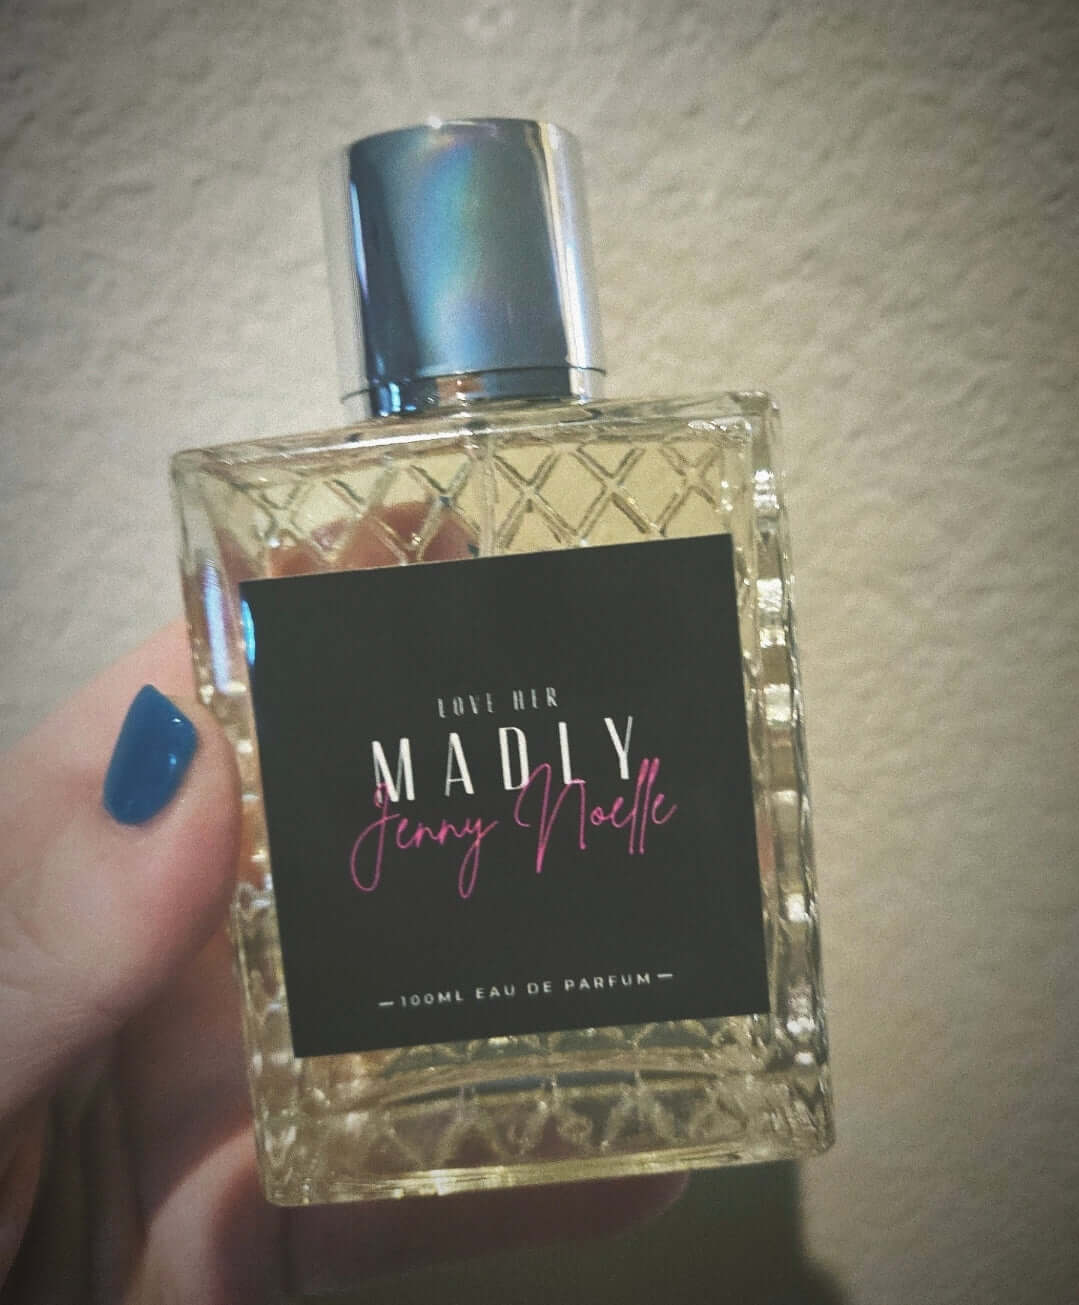 LOVE HER
MADLY
Jenny Noelle
—100ML EAU DE PARFUM—